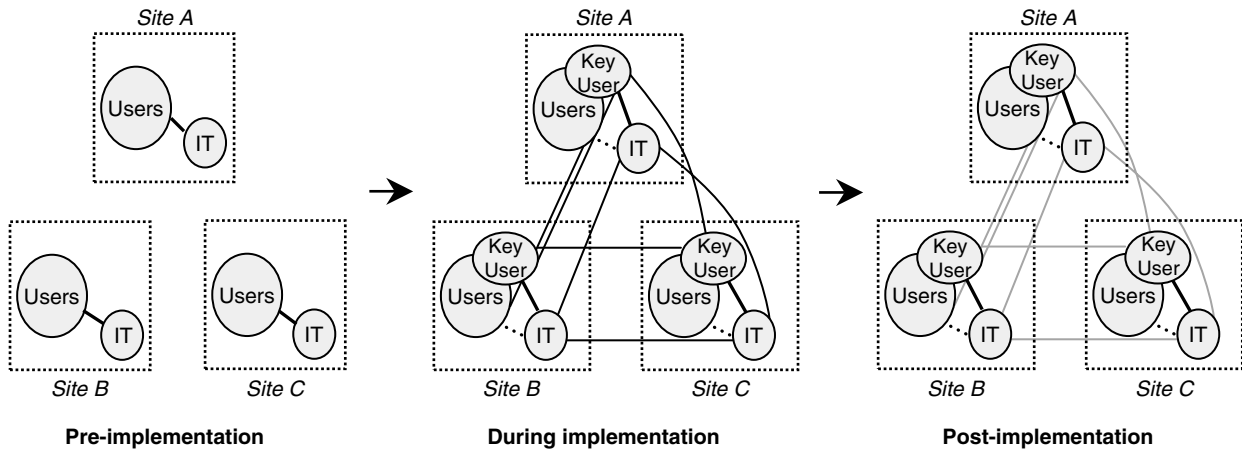 Site A
Users
IT
Users
IT
Site B
Users
IT
Site C
Pre-implementation
Site A
Key
User
Users
IT
Key
User
Users
IT
Site B
Key
User
Users
IT
Site C
During implementation
Site A
Key
User
Users
IT
Key
User
Users
IT
Site B
Key
User
Users
IT
Site C
Post-implementation